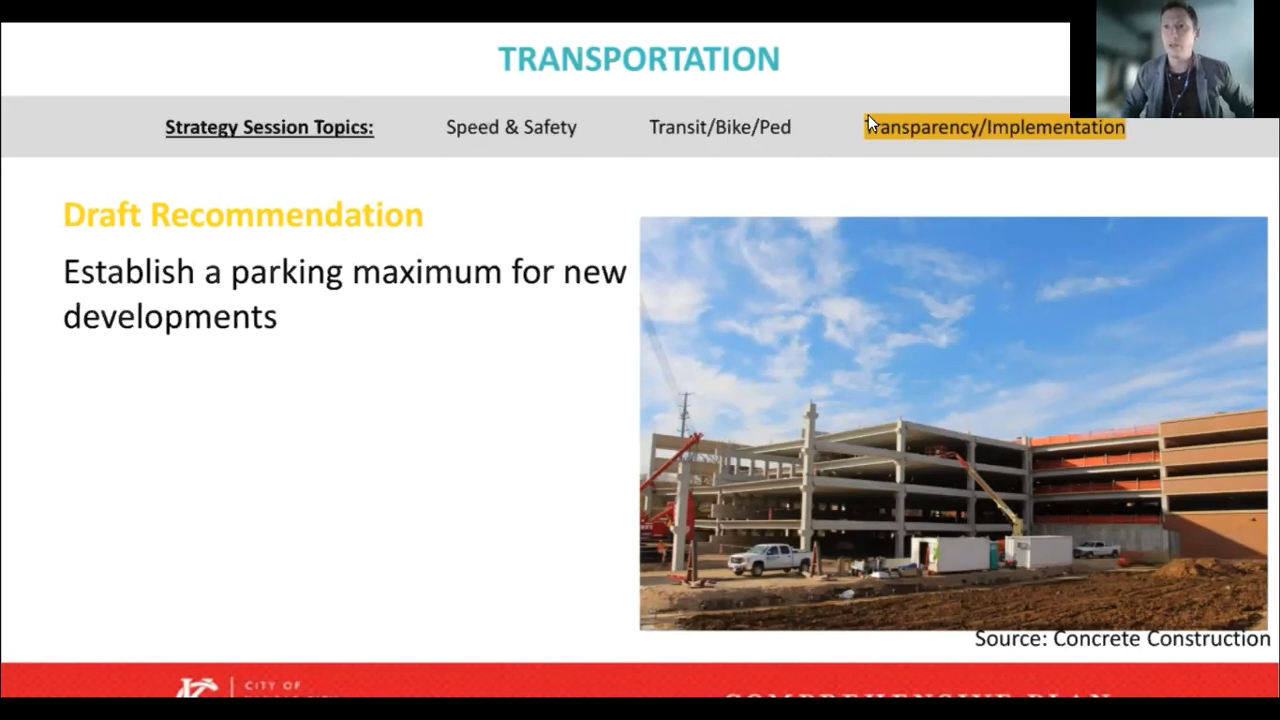 TRANSPORTATION
Strategy Session Topics: Speed & Safety Transit/Bike/Ped Transparency/Implementation
Draft Recommendation
Establish a parking maximum for new
developments
Source: Concrete Construction
CITY OF
COMPREHENSIVE PLAN